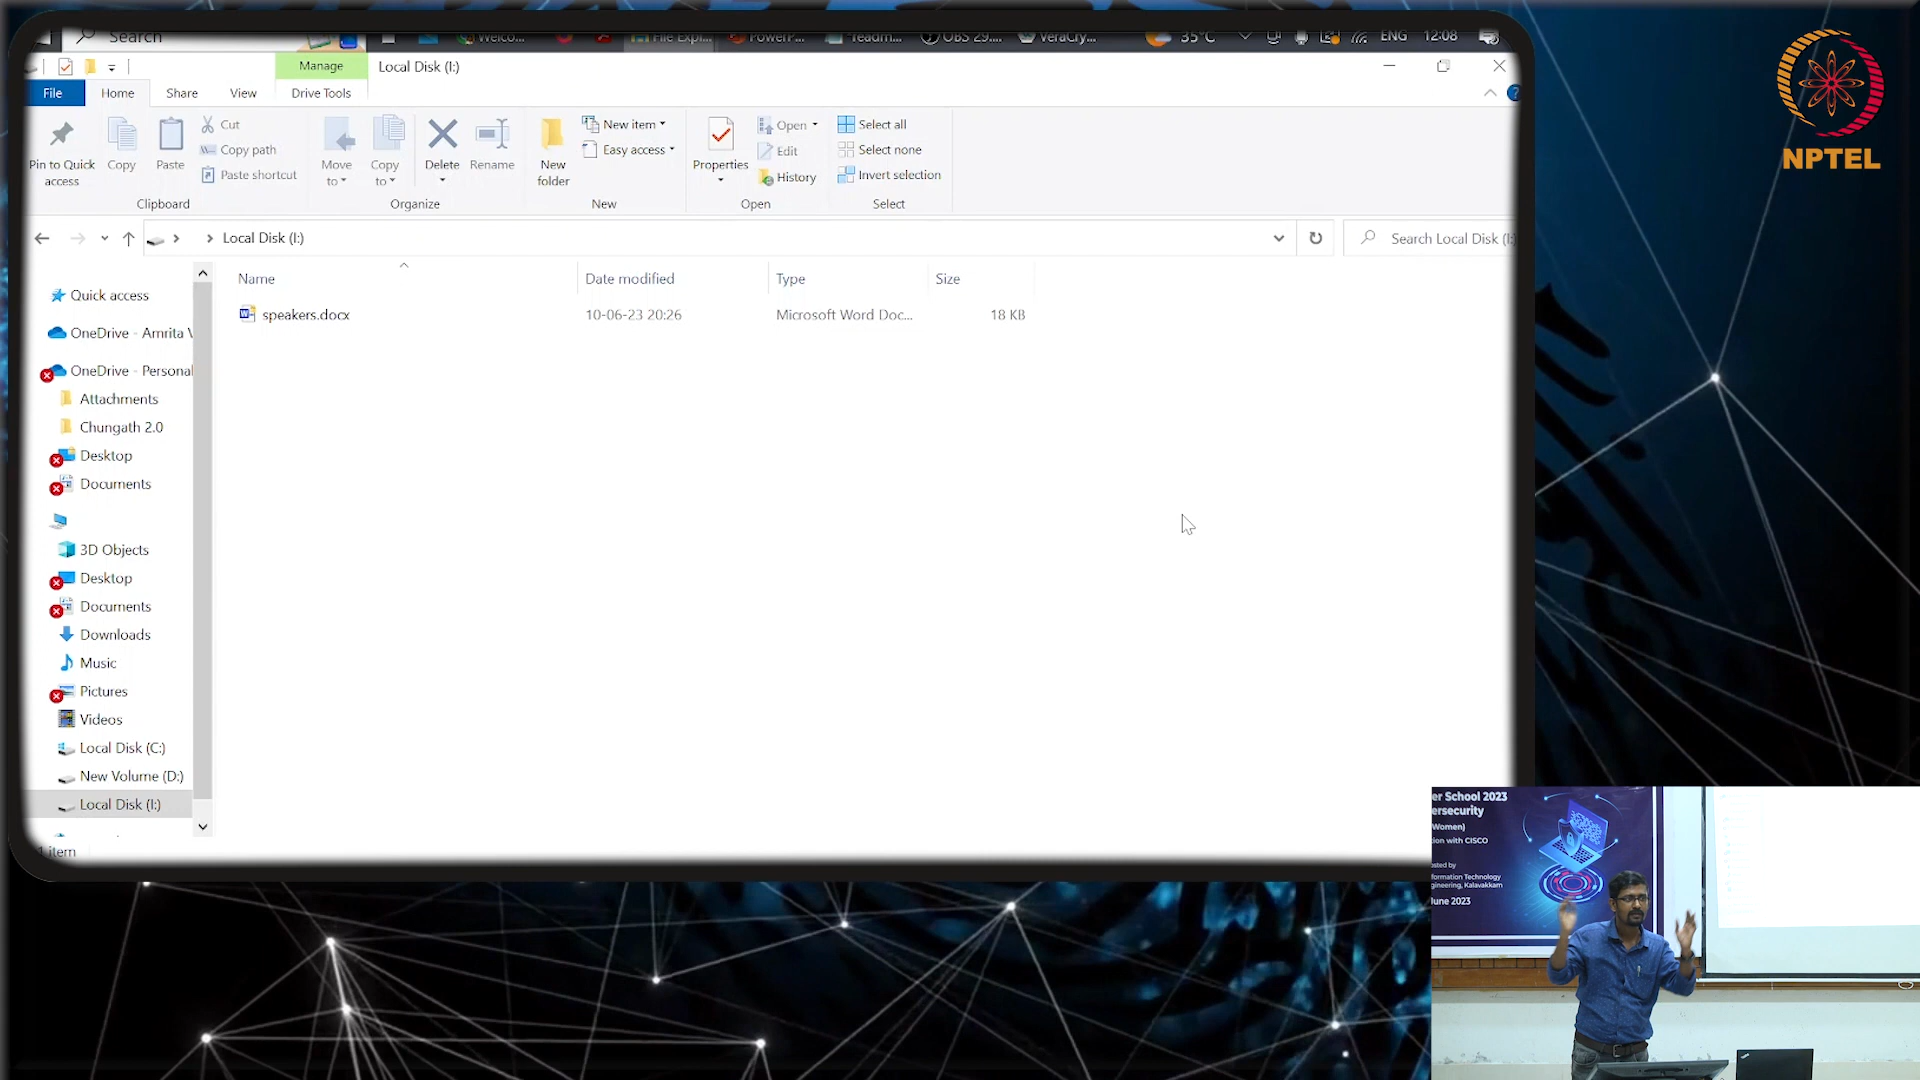 Search
Welco...
File Expl...
PowerP...
Teadm...
OBS 29....
VeraCry...
35°C
ENG
12:08
Manage
Local Disk (I:)
File
Home
Share
View
Drive Tools
Pin to Quick access
Copy
Paste
Cut
Copy path
Paste shortcut
Clipboard
Move to
Copy to
Delete
Rename
Organize
New folder
New item
Easy access
New
Properties
Open
Edit
History
Open
Select all
Select none
Invert selection
Select
Local Disk (I:)
Search Local Disk (I:
Name
Date modified
Type
Size
speakers.docx
10-06-23 20:26
Microsoft Word Doc...
18 KB
Quick access
OneDrive - Amrita V
OneDrive - Personal
Attachments
Chungath 2.0
Desktop
Documents
3D Objects
Desktop
Documents
Downloads
Music
Pictures
Videos
Local Disk (C:)
New Volume (D:)
Local Disk (I:)
item
NPTEL
er School 2023
ersecurity
Women)
ion with CISCO
osted by
formation Technology
gineering, Kalavakkam
June 2023